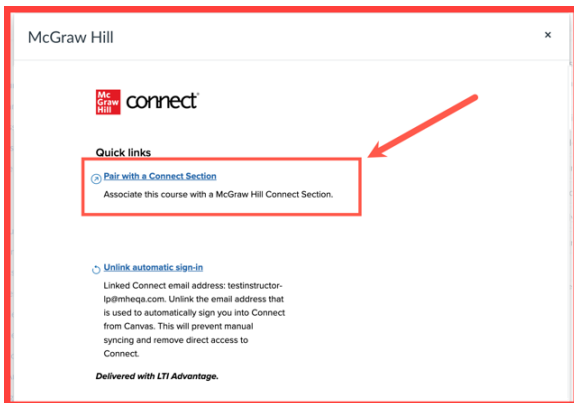 McGraw Hill
×
Mc
Graw
Hill
connect
Quick links
Pair with a Connect Section
Associate this course with a McGraw Hill Connect Section.
Unlink automatic sign-in
Linked Connect email address: testinstructor-
lp@mheqa.com. Unlink the email address that
is used to automatically sign you into Connect
from Canvas. This will prevent manual
syncing and remove direct access to
Connect.
Delivered with LTI Advantage.